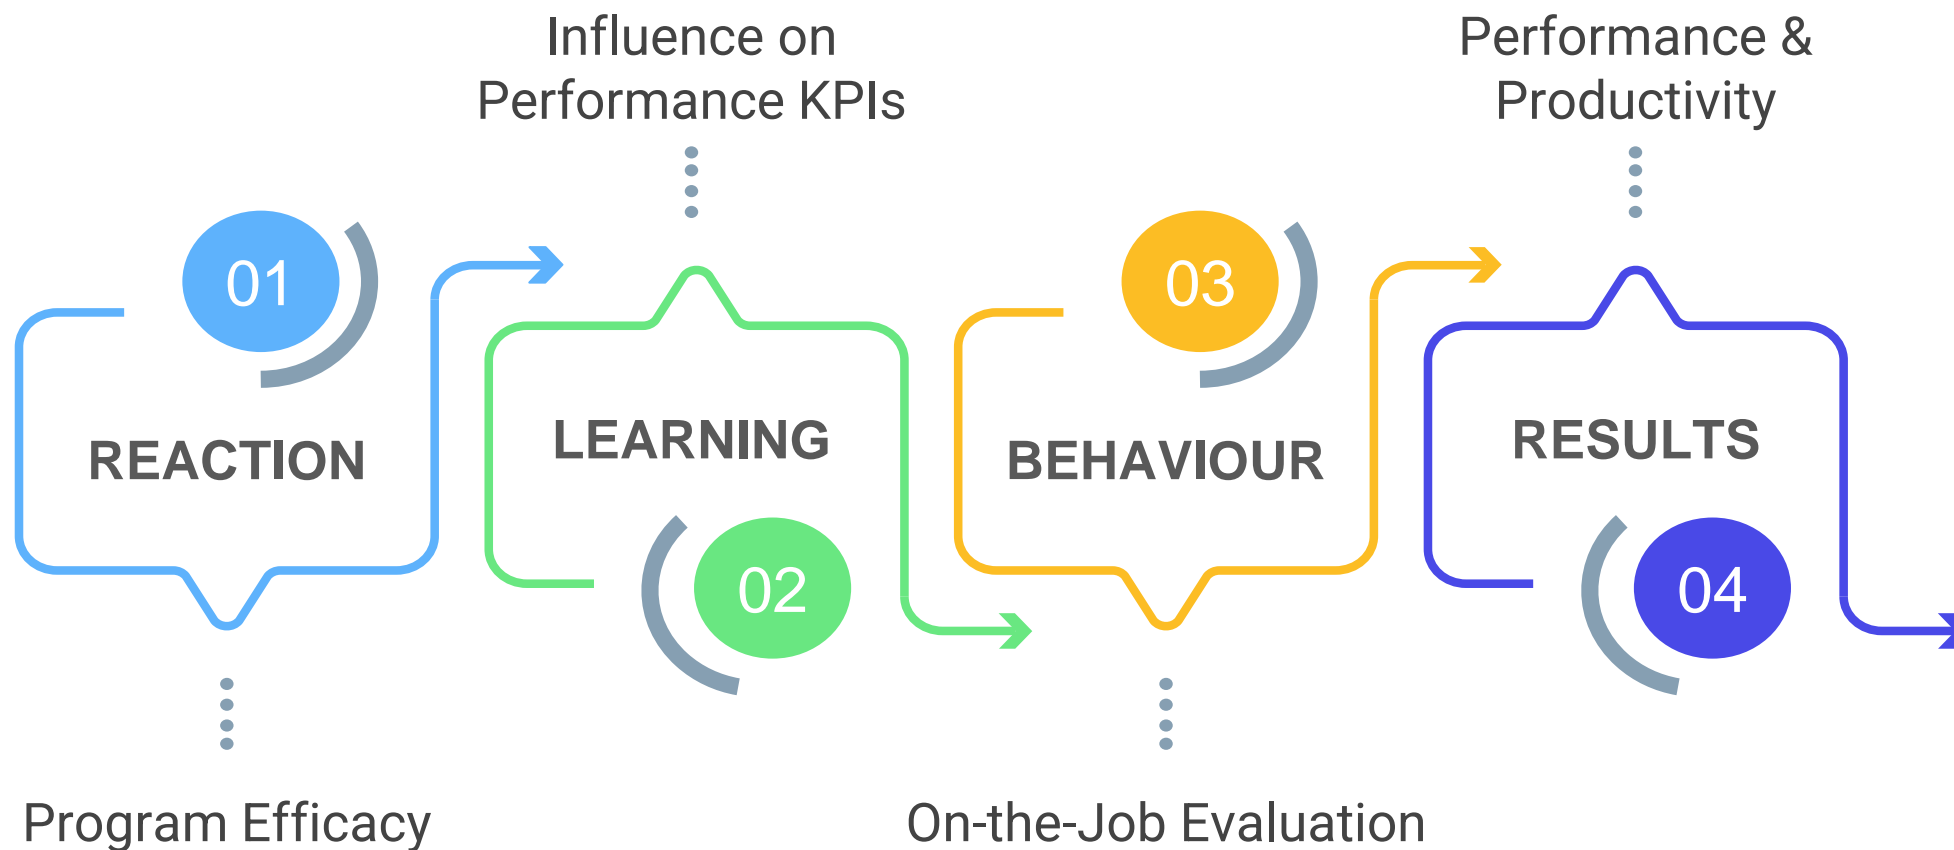 Influence on
Performance KPIs
Performance &
Productivity
01
REACTION
Program Efficacy
LEARNING
02
03
BEHAVIOUR
On-the-Job Evaluation
RESULTS
04